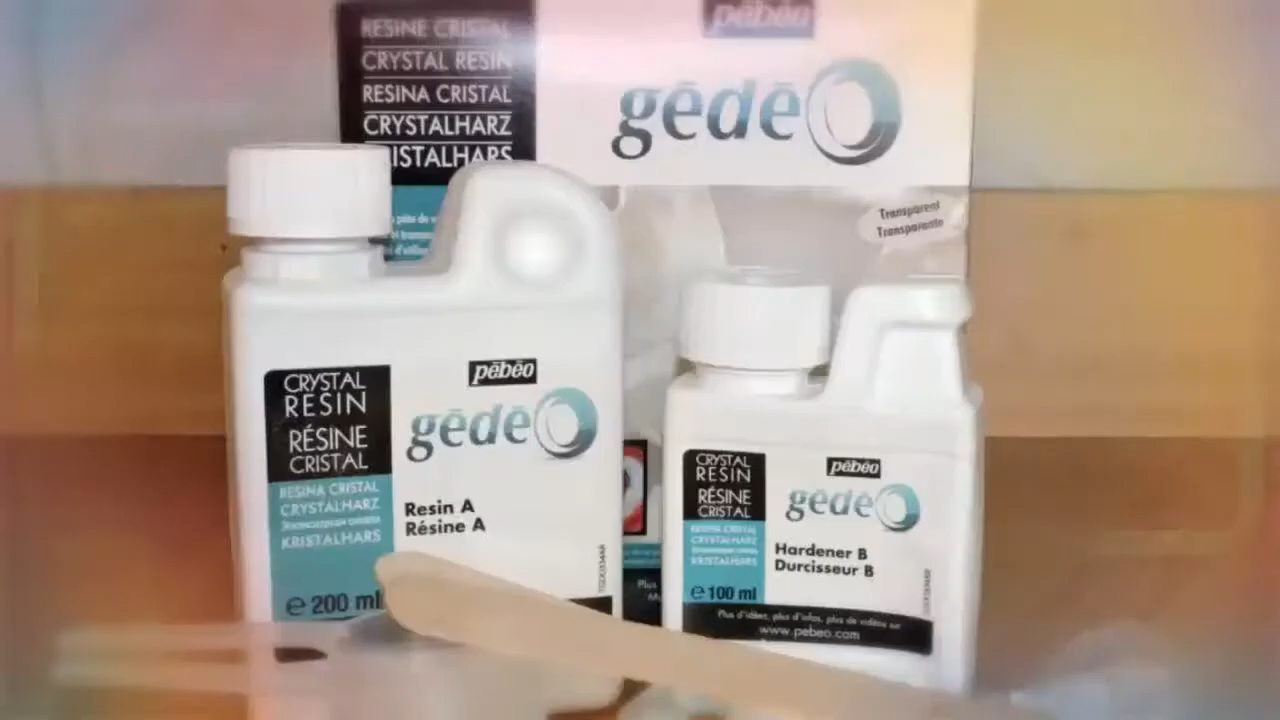 RESINE CRISTAL
CRYSTAL RESIN
RESINA CRISTAL
CRYSTALHARZ
ISTALHARS
pēbēo
gēdēo
Transparent
Transparente
CRYSTAL
RESIN
RÉSINE
CRISTAL
RESINA CRISTAL
CRYSTALHARZ
KRISTALHARS
e 200 ml
pēbēo
gēdēo
Resin A
Résine A
CRYSTAL
RESIN
RÉSINE
CRISTAL
RESINA CRISTAL
CRYSTALHARZ
KRISTALHARS
e 100 ml
pēbēo
gēdēo
Hardener B
Durcisseur B
Plus d'idées, plus d'infos, plus de vidéos sur
www.pebeo.com
Plus